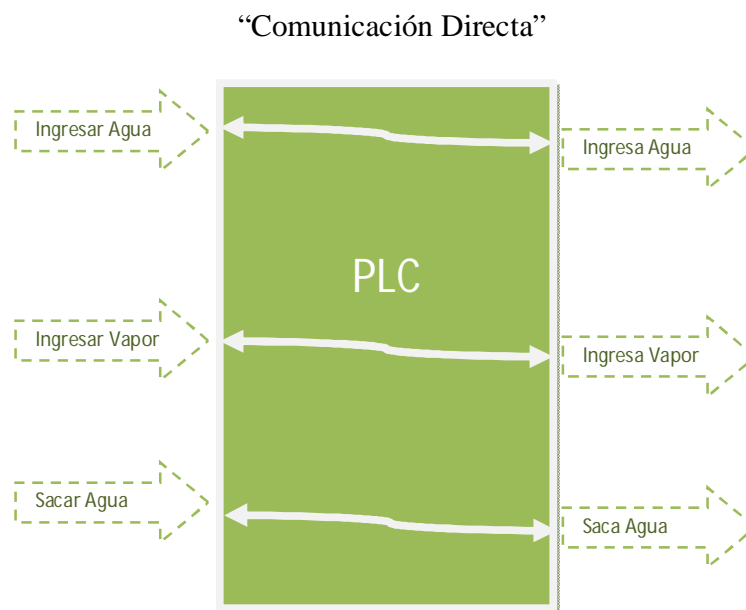 “Comunicación Directa”
Ingresar Agua
Ingresa Agua
PLC
Ingresar Vapor
Ingresa Vapor
Sacar Agua
Saca Agua